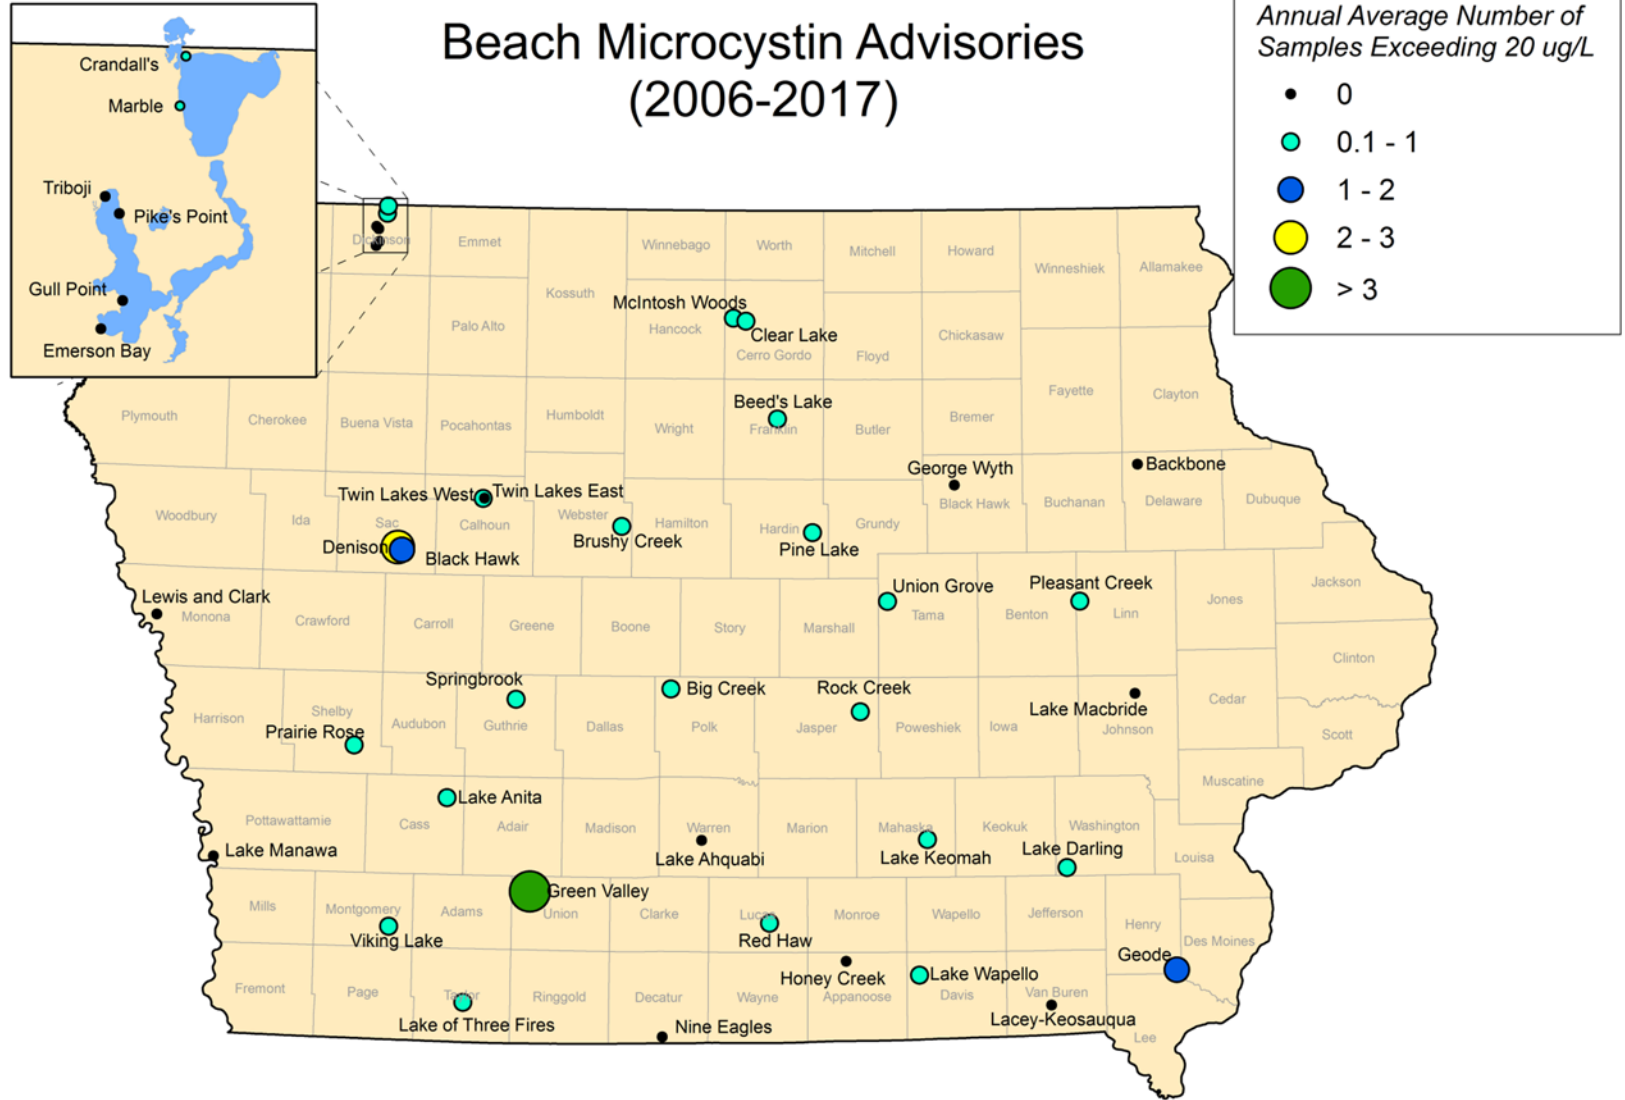 Beach Microcystin Advisories
(2006-2017)
Annual Average Number of
Samples Exceeding 20 ug/L
0
0.1 - 1
1 - 2
2 - 3
> 3
Crandall's
Marble
Triboji
Pike's Point
Gull Point
Emerson Bay
Dickinson
Emmet
Winnebago
Worth
Mitchell
Howard
Winneshiek
Allamakee
Kossuth
McIntosh Woods
Palo Alto
Hancock
Clear Lake
Chickasaw
Cerro Gordo
Floyd
Fayette
Clayton
Beed's Lake
Plymouth
Cherokee
Buena Vista
Pocahontas
Humboldt
Wright
Franklin
Butler
Bremer
George Wyth
Backbone
Twin Lakes West
Twin Lakes East
Black Hawk
Buchanan
Delaware
Dubuque
Woodbury
Ida
Sac
Calhoun
Webster
Hamilton
Hardin
Grundy
Brushy Creek
Pine Lake
Denison
Black Hawk
Union Grove
Pleasant Creek
Jackson
Lewis and Clark
Monona
Crawford
Carroll
Greene
Boone
Story
Marshall
Tama
Benton
Linn
Jones
Clinton
Springbrook
Big Creek
Rock Creek
Lake Macbride
Cedar
Harrison
Shelby
Audubon
Guthrie
Dallas
Polk
Jasper
Poweshiek
Iowa
Johnson
Scott
Prairie Rose
Muscatine
Lake Anita
Pottawattamie
Cass
Adair
Madison
Warren
Marion
Mahaska
Keokuk
Washington
Lake Manawa
Lake Ahquabi
Lake Keomah
Lake Darling
Louisa
Green Valley
Mills
Montgomery
Adams
Union
Clarke
Lucas
Monroe
Wapello
Jefferson
Henry
Des Moines
Viking Lake
Red Haw
Geode
Honey Creek
Lake Wapello
Fremont
Page
Taylor
Ringgold
Decatur
Wayne
Appanoose
Davis
Van Buren
Lake of Three Fires
Nine Eagles
Lacey-Keosauqua
Lee